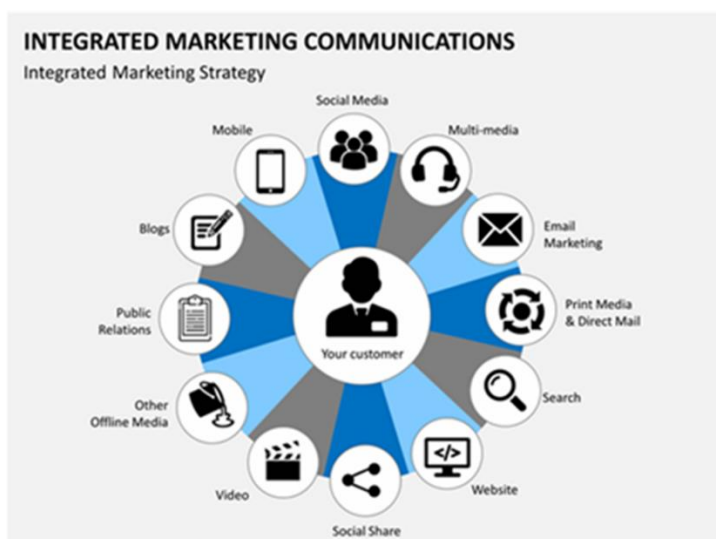 INTEGRATED MARKETING COMMUNICATIONS
Integrated Marketing Strategy
Social Media
Multi-media
Email
Marketing
Print Media
& Direct Mail
Search
Website
Social Share
Video
Other
Offline Media
Public
Relations
Blogs
Mobile
Your customer